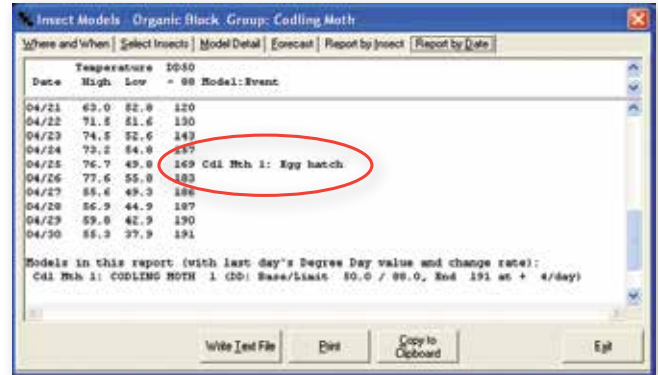 Insect Models Organic Block Group: Codling Moth
Where and When Select Insects Model Detail Forecast Report by Insect Report by Date
Temperature DD50
Date High Low - 88 Model:Event
04/21 63.0 52.8 120
04/22 71.5 51.6 130
04/23 74.5 52.6 143
04/24 73.2 54.8 157
04/25 76.7 49.8 169 Cdl Mth 1: Egg hatch
04/26 77.6 55.8 183
04/27 55.6 49.3 186
04/28 56.9 44.9 187
04/29 59.8 42.9 190
04/30 55.3 37.9 191
Models in this report (with last day's Degree Day value and change rate):
Cdl Mth 1: CODLING MOTH 1 (DD: Base/Limit 50.0 / 88.0, End 191 at + 4/day)
Write Text File Print Copy to Clipboard Exit